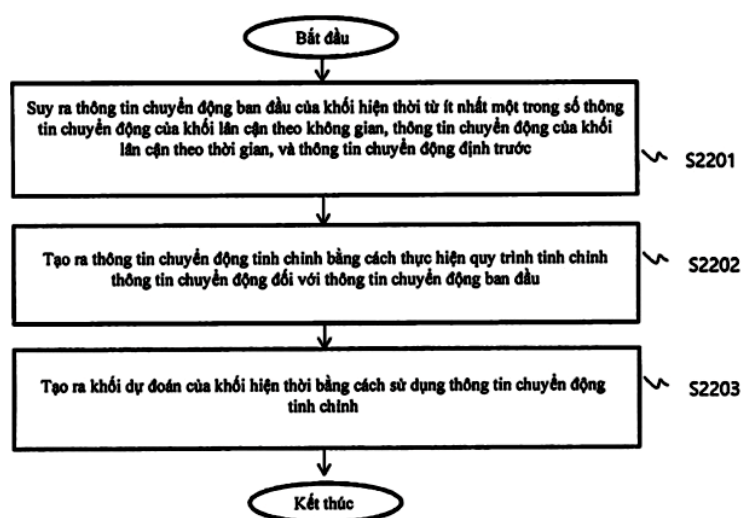 Bắt đầu
Suy ra thông tin chuyển động ban đầu của khối hiện thời từ ít nhất một trong số thông
tin chuyển động của khối lân cận theo không gian, thông tin chuyển động của khối
lân cận theo thời gian, và thông tin chuyển động định trước
S2201
Tạo ra thông tin chuyển động tinh chỉnh bằng cách thực hiện quy trình tinh chỉnh
thông tin chuyển động đối với thông tin chuyển động ban đầu
S2202
Tạo ra khối dự đoán của khối hiện thời bằng cách sử dụng thông tin chuyển động
tinh chỉnh
S2203
Kết thúc